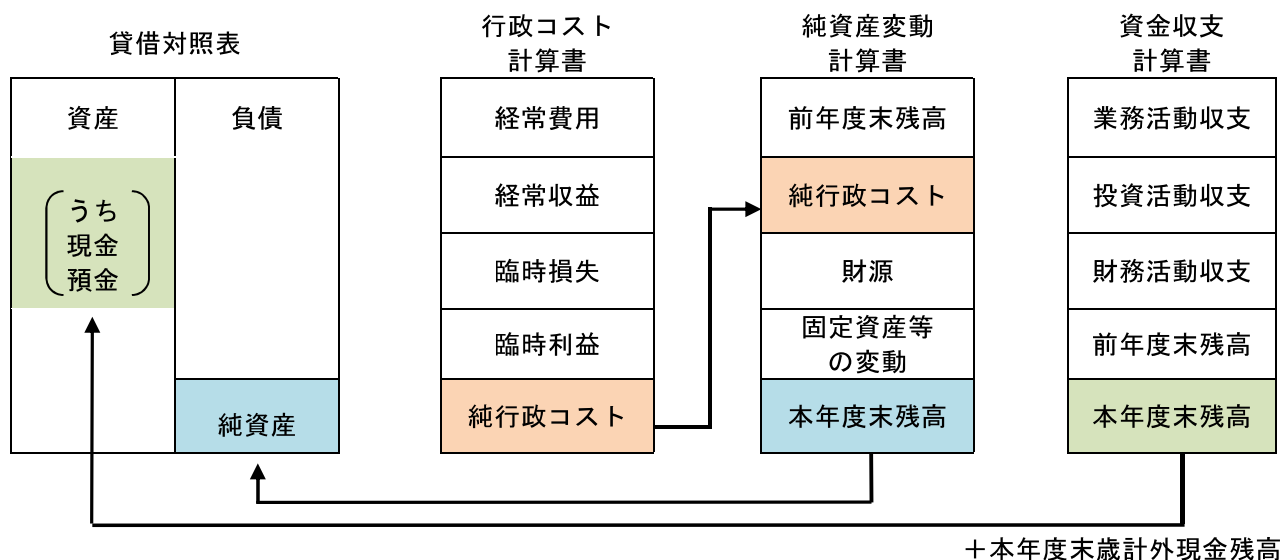 貸借対照表
資産
負債
うち
現金
預金
純資産
行政コスト
計算書
経常費用
経常収益
臨時損失
臨時利益
純行政コスト
純資産変動
計算書
前年度末残高
純行政コスト
財源
固定資産等
の変動
本年度末残高
資金収支
計算書
業務活動収支
投資活動収支
財務活動収支
前年度末残高
本年度末残高
＋本年度末歳計外現金残高